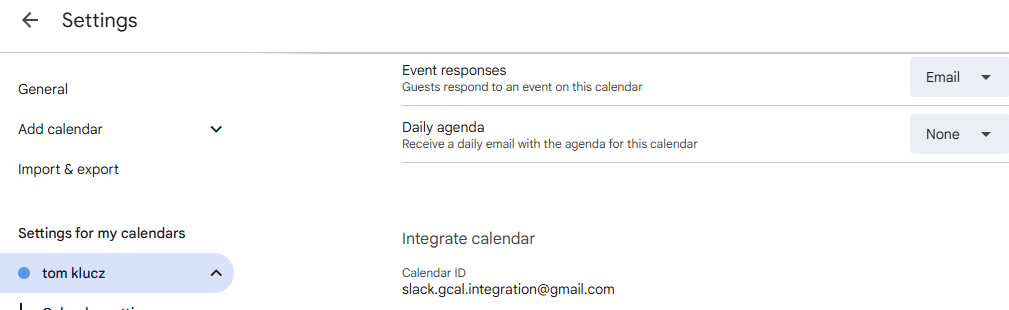 Settings
General
Add calendar
Import & export
Settings for my calendars
tom klucz
Event responses
Guests respond to an event on this calendar
Email
Daily agenda
Receive a daily email with the agenda for this calendar
None
Integrate calendar
Calendar ID
slack.gcal.integration@gmail.com